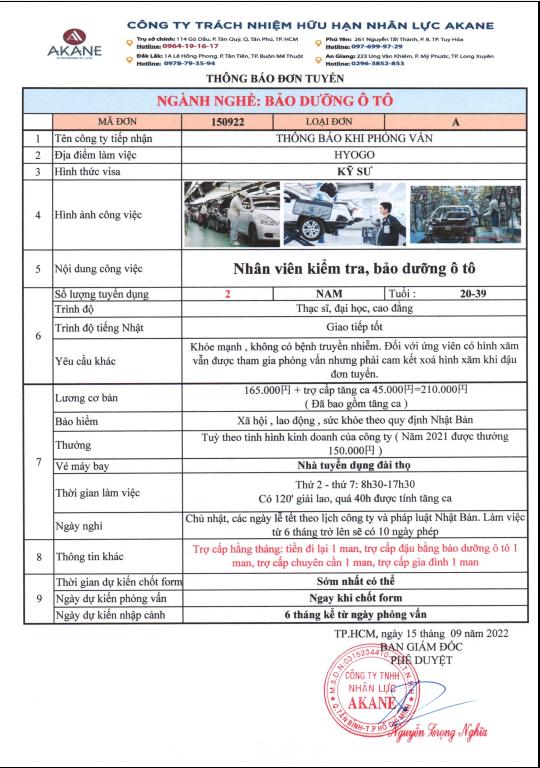 AKANE
CÔNG TY TRÁCH NHIỆM HỮU HẠN NHÂN LỰC AKANE
Trụ sở chính: 114 Gò Dầu, P. Tân Quý, Q. Tân Phú, TP. HCM
Hotline: 0964-19-16-17
Phú Yên: 261 Nguyễn Tất Thành, P. 8, TP. Tuy Hòa
Hotline: 097-699-97-29
Đắk Lắk: 1A Lê Hồng Phong, P. Tân Tiến, TP. Buôn Mê Thuột
Hotline: 0978-79-35-94
An Giang: 223 Ung Văn Khiêm, P. Mỹ Phước, TP. Long Xuyên
Hotline: 0296-3852-853
THÔNG BÁO ĐƠN TUYỂN
NGÀNH NGHỀ: BẢO DƯỠNG Ô TÔ
MÃ ĐƠN 150922 LOẠI ĐƠN A
1 Tên công ty tiếp nhận THÔNG BÁO KHI PHỎNG VẤN
2 Địa điểm làm việc HYOGO
3 Hình thức visa KỸ SƯ
4 Hình ảnh công việc
5 Nội dung công việc Nhân viên kiểm tra, bảo dưỡng ô tô
6 Số lượng tuyển dụng 2 NAM Tuổi : 20-39
Trình độ Thạc sĩ, đại học, cao đẳng
Trình độ tiếng Nhật Giao tiếp tốt
Yêu cầu khác Khỏe mạnh , không có bệnh truyền nhiễm. Đối với ứng viên có hình xăm
vẫn được tham gia phỏng vấn nhưng phải cam kết xoá hình xăm khi đậu
đơn tuyển.
7 Lương cơ bản 165.000円 + trợ cấp tăng ca 45.000円=210.000円
( Đã bao gồm tăng ca )
Bảo hiểm Xã hội , lao động , sức khỏe theo quy định Nhật Bản
Thưởng Tuỳ theo tình hình kinh doanh của công ty ( Năm 2021 được thưởng
150.000円 )
Vé máy bay Nhà tuyển dụng đài thọ
Thời gian làm việc Thứ 2 - thứ 7: 8h30-17h30
Có 120' giải lao, quá 40h được tính tăng ca
Ngày nghỉ Chủ nhật, các ngày lễ tết theo lịch công ty và pháp luật Nhật Bản. Làm việc
từ 6 tháng trở lên sẽ có 10 ngày phép
8 Thông tin khác Trợ cấp hằng tháng: tiền đi lại 1 man, trợ cấp đậu bằng bảo dưỡng ô tô 1
man, trợ cấp chuyên cần 1 man, trợ cấp gia đình 1 man
9 Thời gian dự kiến chốt form Sớm nhất có thể
Ngày dự kiến phỏng vấn Ngay khi chốt form
Ngày dự kiến nhập cảnh 6 tháng kể từ ngày phỏng vấn
TP.HCM, ngày 15 tháng 09 năm 2022
BAN GIÁM ĐỐC
PHÊ DUYỆT
CÔNG TY TNHH
NHÂN LỰC
AKANE
Nguyễn Trọng Nghĩa